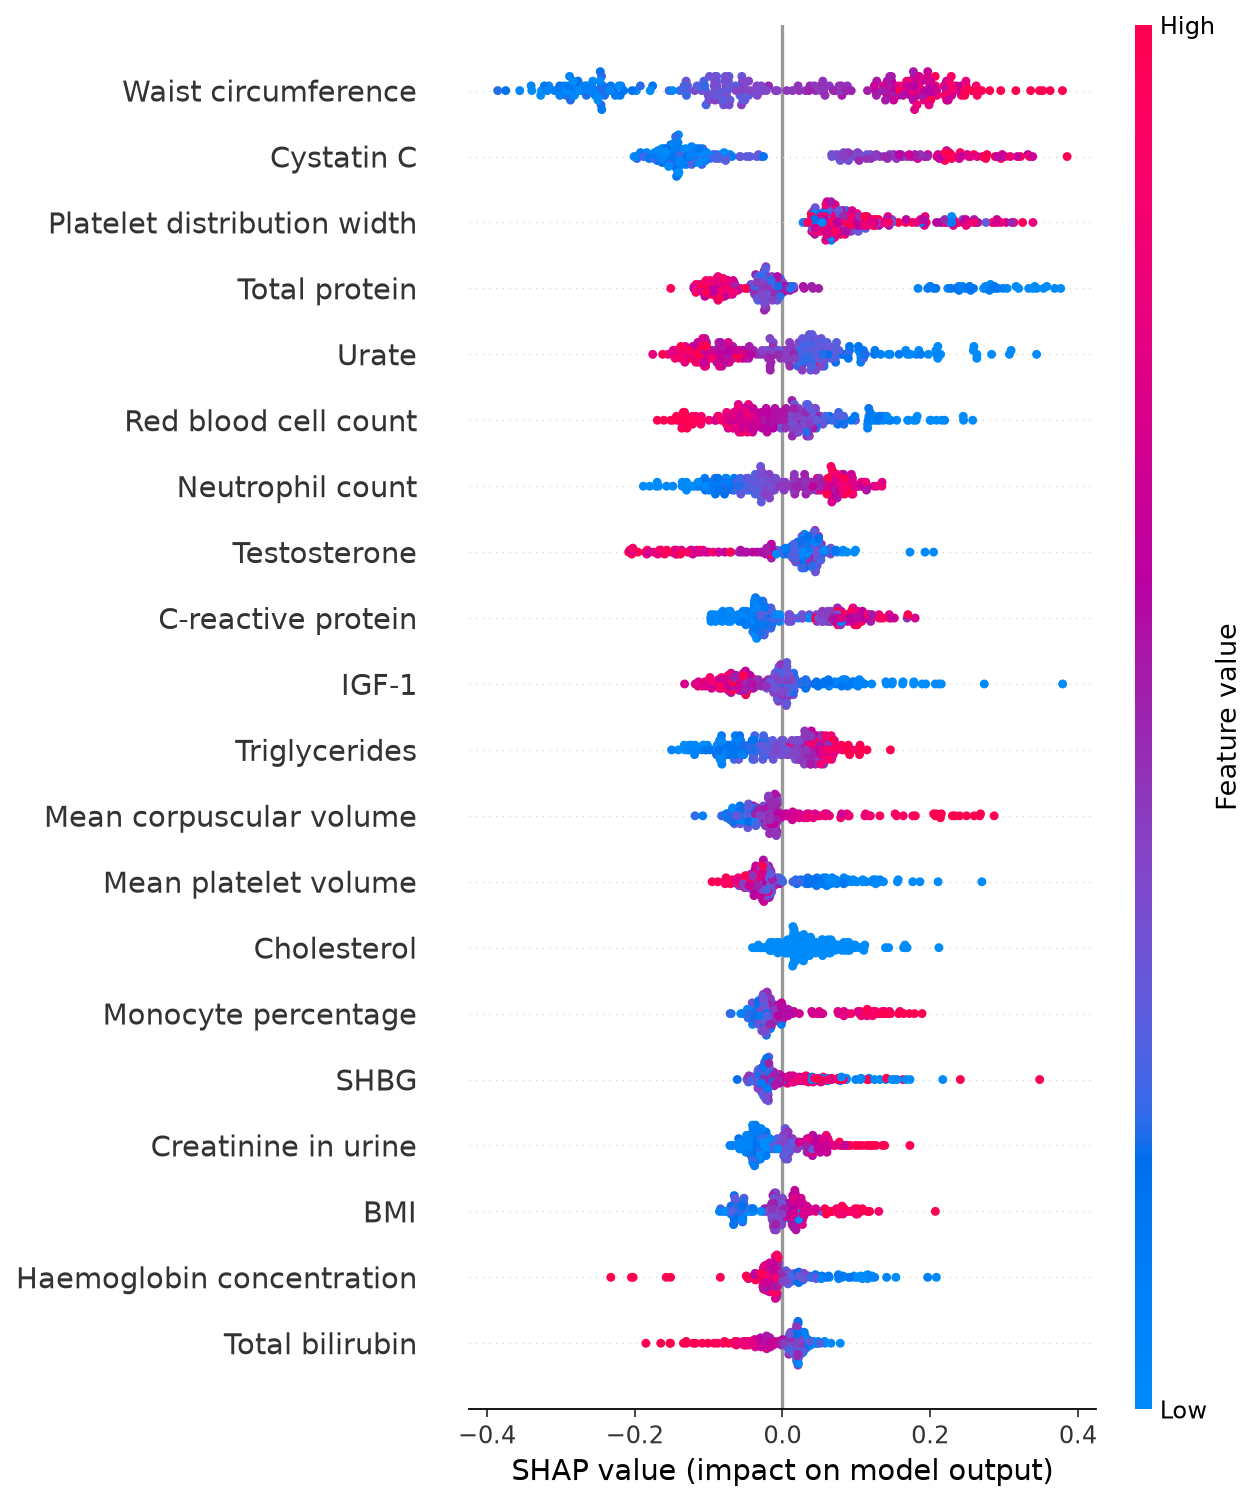 High
Waist circumference
Cystatin C
Platelet distribution width
Total protein
Urate
Red blood cell count
Neutrophil count
Testosterone
C-reactive protein
IGF-1
Triglycerides
Mean corpuscular volume
Mean platelet volume
Cholesterol
Monocyte percentage
SHBG
Creatinine in urine
BMI
Haemoglobin concentration
Total bilirubin
Feature value
Low
−0.4 −0.2 0.0 0.2 0.4
SHAP value (impact on model output)